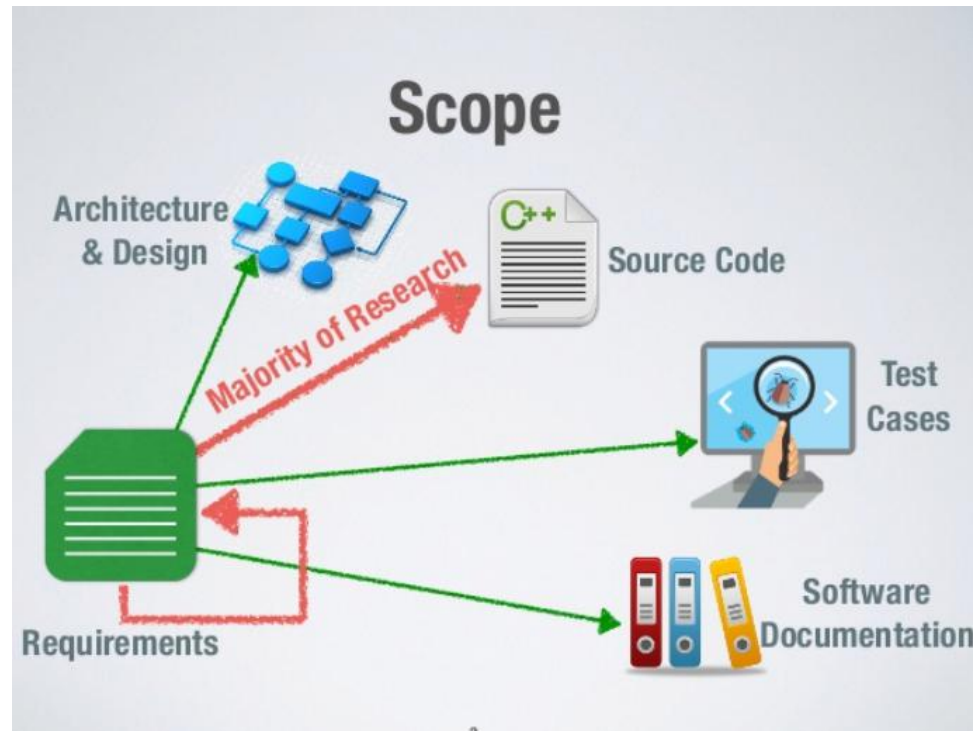 Scope
Architecture
& Design
C++
Source Code
Majority of Research
Test
Cases
Requirements
Software
Documentation